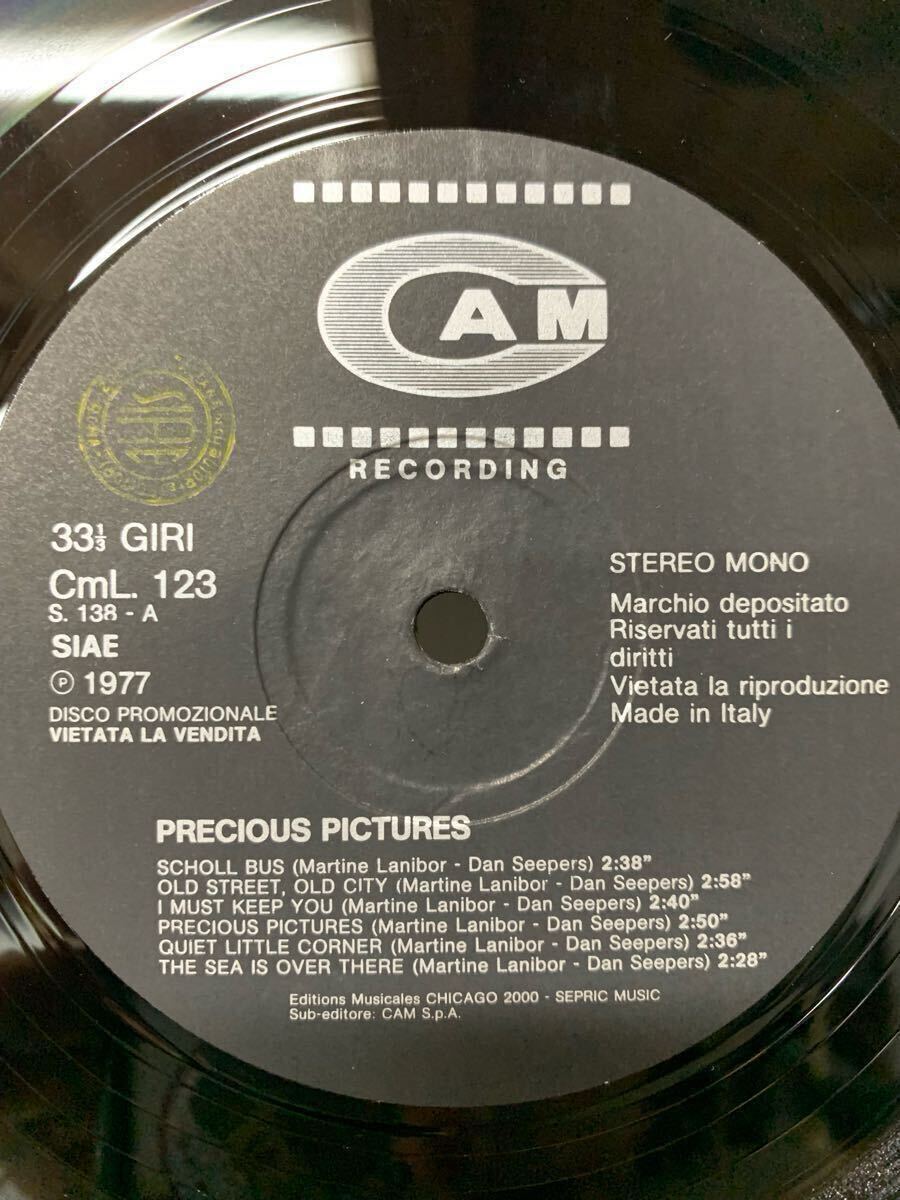 CAM
RECORDING
SIAE
33⅓ GIRI
CmL. 123
S. 138 - A
SIAE
℗ 1977
DISCO PROMOZIONALE
VIETATA LA VENDITA
STEREO MONO
Marchio depositato
Riservati tutti i
diritti
Vietata la riproduzione
Made in Italy
PRECIOUS PICTURES
SCHOLL BUS (Martine Lanibor - Dan Seepers) 2:38”
OLD STREET, OLD CITY (Martine Lanibor - Dan Seepers) 2:58”
I MUST KEEP YOU (Martine Lanibor - Dan Seepers) 2:40”
PRECIOUS PICTURES (Martine Lanibor - Dan Seepers) 2:50”
QUIET LITTLE CORNER (Martine Lanibor - Dan Seepers) 2:36”
THE SEA IS OVER THERE (Martine Lanibor - Dan Seepers) 2:28”
Editions Musicales CHICAGO 2000 - SEPRIC MUSIC
Sub-editore: CAM S.p.A.